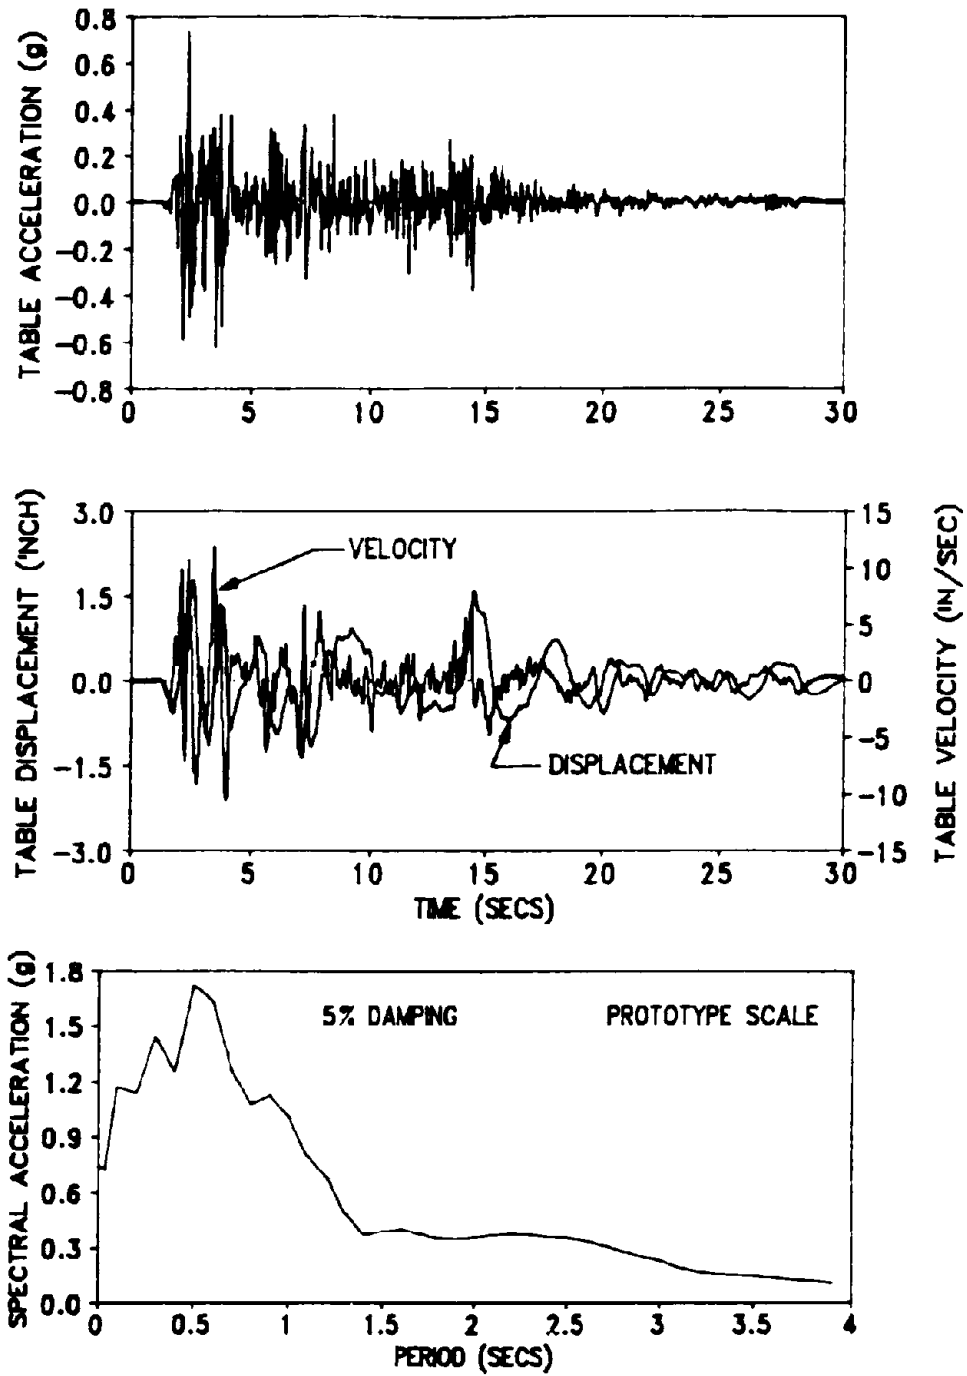 TABLE ACCELERATION (g)
0.8
0.6
0.4
0.2
0.0
−0.2
−0.4
−0.6
−0.8
0 5 10 15 20 25 30
TABLE DISPLACEMENT ('NCH)
3.0
1.5
0.0
−1.5
−3.0
VELOCITY
DISPLACEMENT
15
10
5
0
−5
−10
−15
TABLE VELOCITY (IN/SEC)
0 5 10 15 20 25 30
TIME (SECS)
SPECTRAL ACCELERATION (g)
1.8
1.5
1.2
0.9
0.6
0.3
0.0
5% DAMPING PROTOTYPE SCALE
0 0.5 1 1.5 2 2.5 3 3.5 4
PERIOD (SECS)